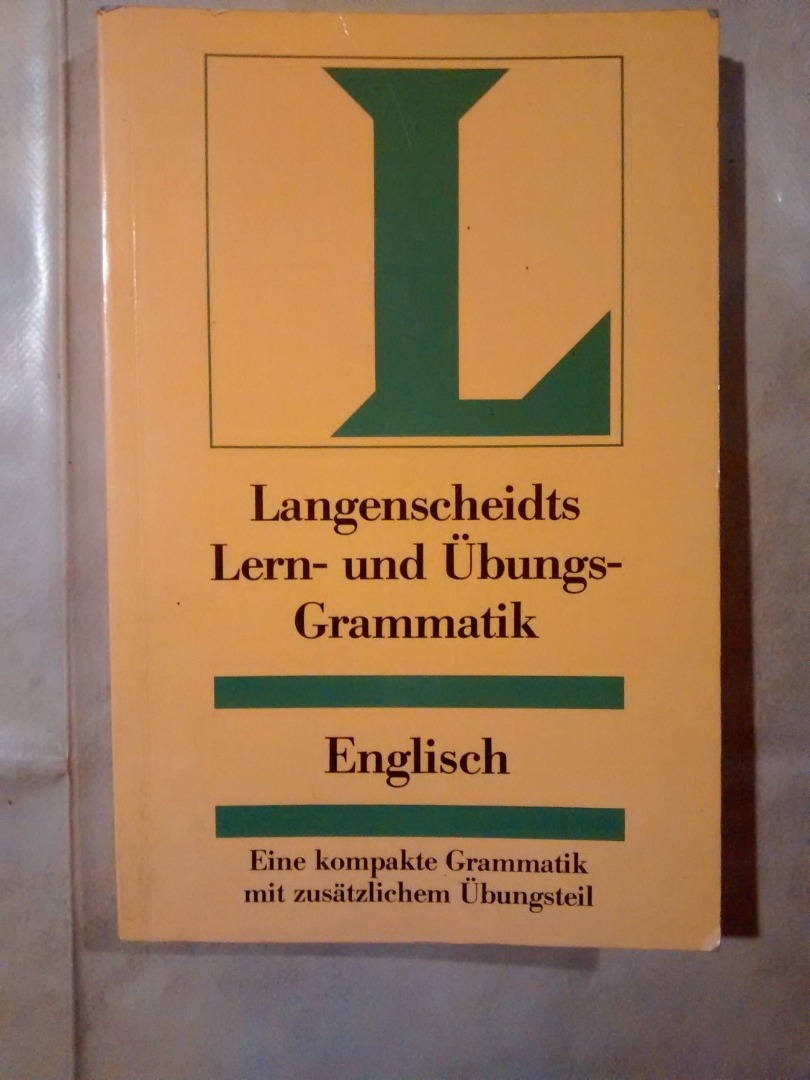 L
Langenscheidts
Lern- und Übungs-
Grammatik
Englisch
Eine kompakte Grammatik
mit zusätzlichem Übungsteil